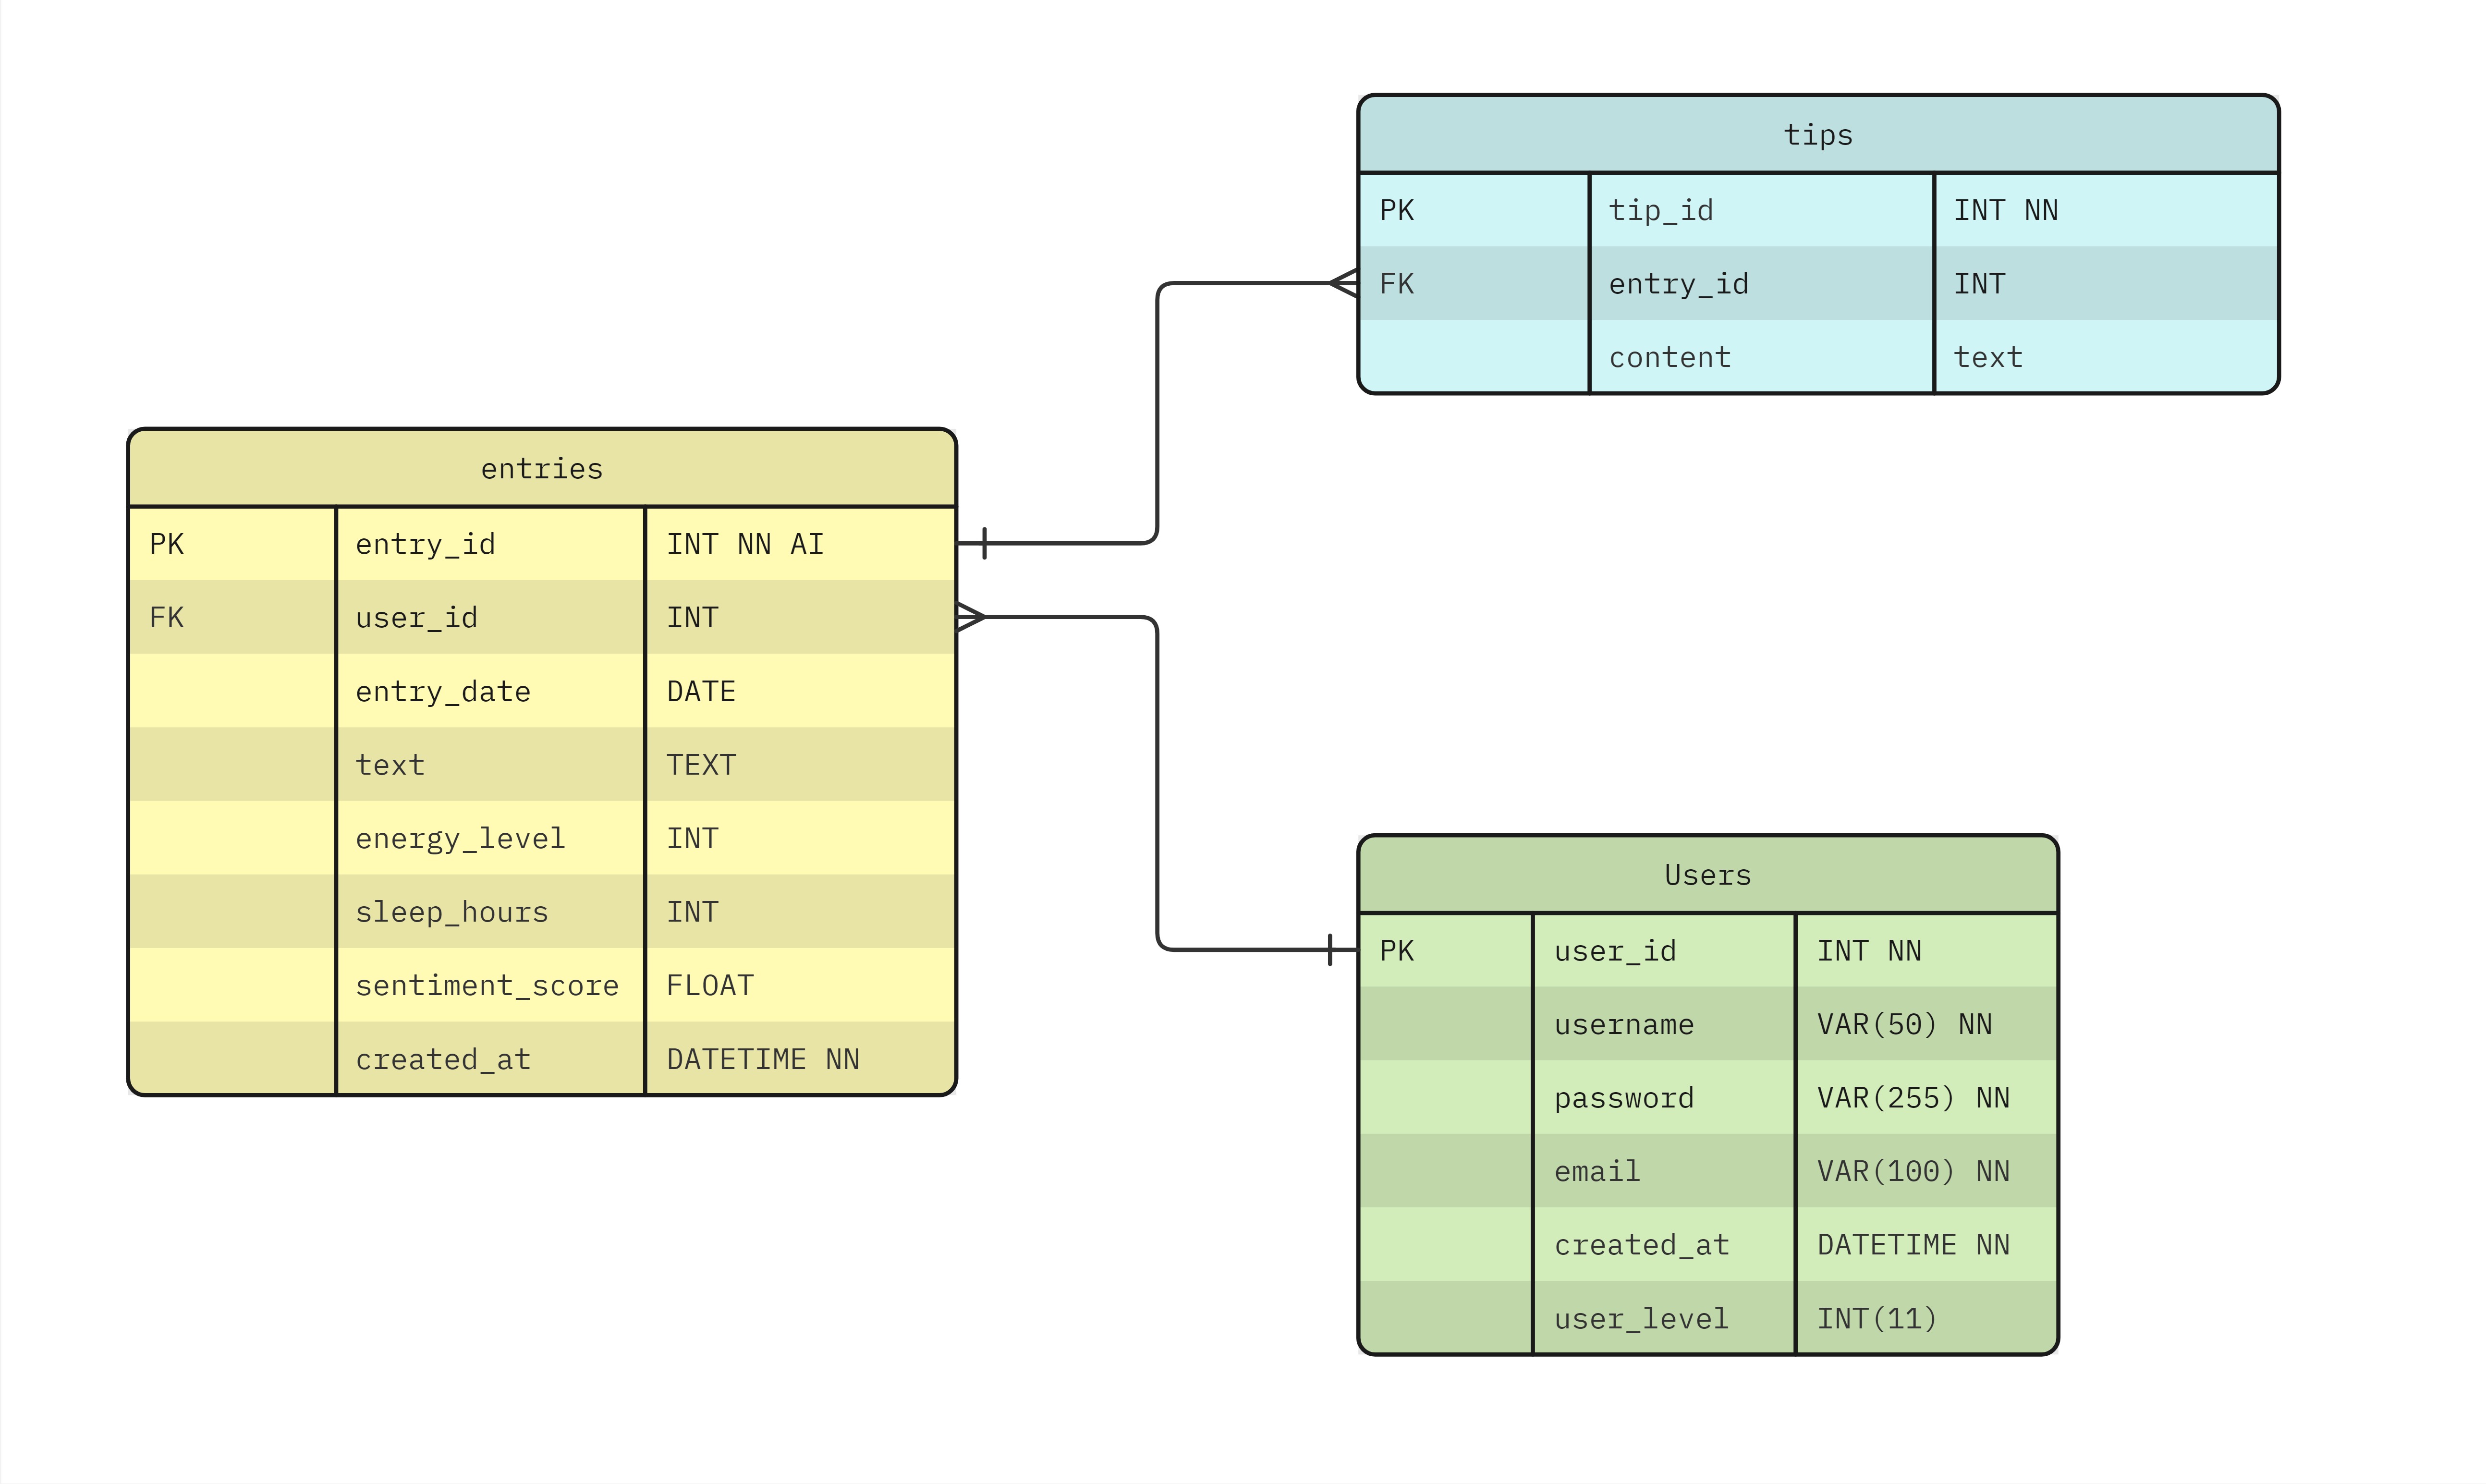 tips
PK tip_id INT NN
FK entry_id INT
content text
entries
PK entry_id INT NN AI
FK user_id INT
entry_date DATE
text TEXT
energy_level INT
sleep_hours INT
sentiment_score FLOAT
created_at DATETIME NN
Users
PK user_id INT NN
username VAR(50) NN
password VAR(255) NN
email VAR(100) NN
created_at DATETIME NN
user_level INT(11)